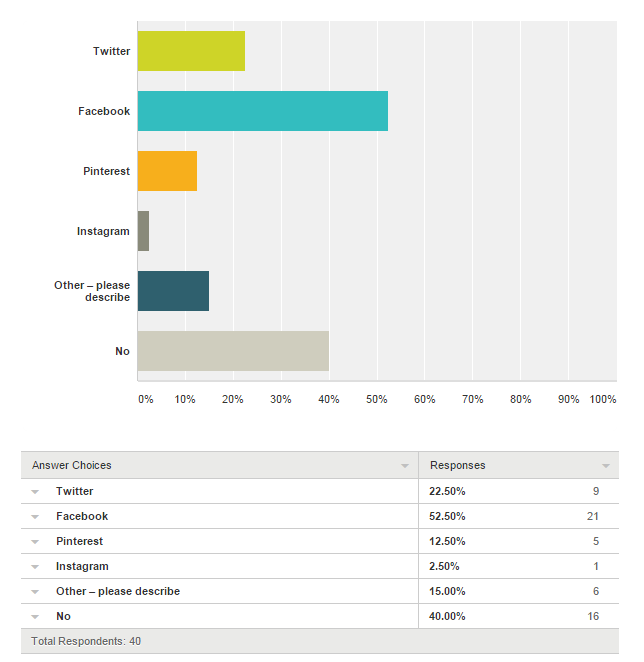 Twitter
Facebook
Pinterest
Instagram
Other – please
describe
No
0% 10% 20% 30% 40% 50% 60% 70% 80% 90% 100%
Answer Choices Responses
Twitter 22.50% 9
Facebook 52.50% 21
Pinterest 12.50% 5
Instagram 2.50% 1
Other – please describe 15.00% 6
No 40.00% 16
Total Respondents: 40